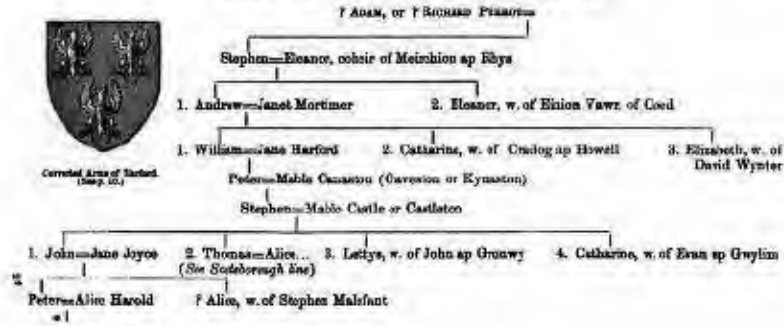 ? ADAM, or ? RICHARD PERROT=
Stephen=Eleanor, coheir of Meirchion ap Rhys
1. Andrew=Janet Mortimer 2. Eleanor, w. of Einion Vawr, of Coed
1. William=Jane Harford 2. Catharine, w. of Cradog ap Howell 3. Elizabeth, w. of
David Wynter
Corrected Arms of Harford.
(See p. 10.)
Peter=Mable Canaston (Caveston or Kynaston)
Stephen=Mable Castle or Castleton
1. John=Jane Joyce 2. Thomas=Alice... 3. Lettys, w. of John ap Gronwy 4. Catharine, w. of Evan ap Gwylim
(See Scoteborough line)
Peter=Alice Harold ? Alice, w. of Stephen Malefant